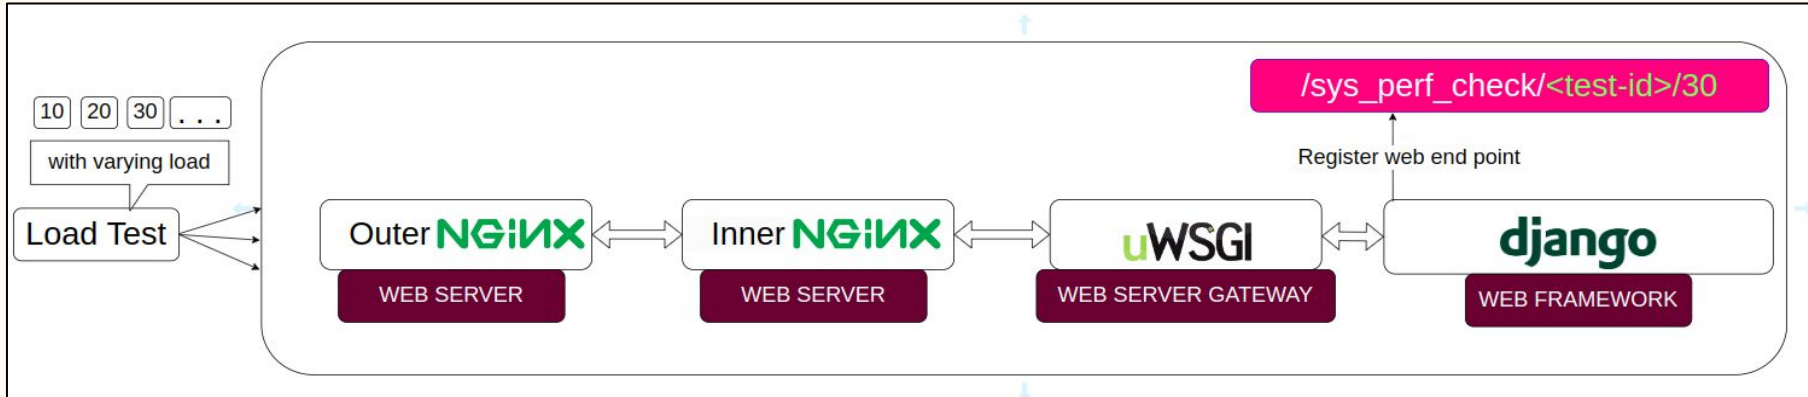 /sys_perf_check/<test-id>/30
10 20 30 . . .
with varying load
Register web end point
Load Test
Outer NGINX
Inner NGINX
uWSGI
django
WEB SERVER
WEB SERVER
WEB SERVER GATEWAY
WEB FRAMEWORK